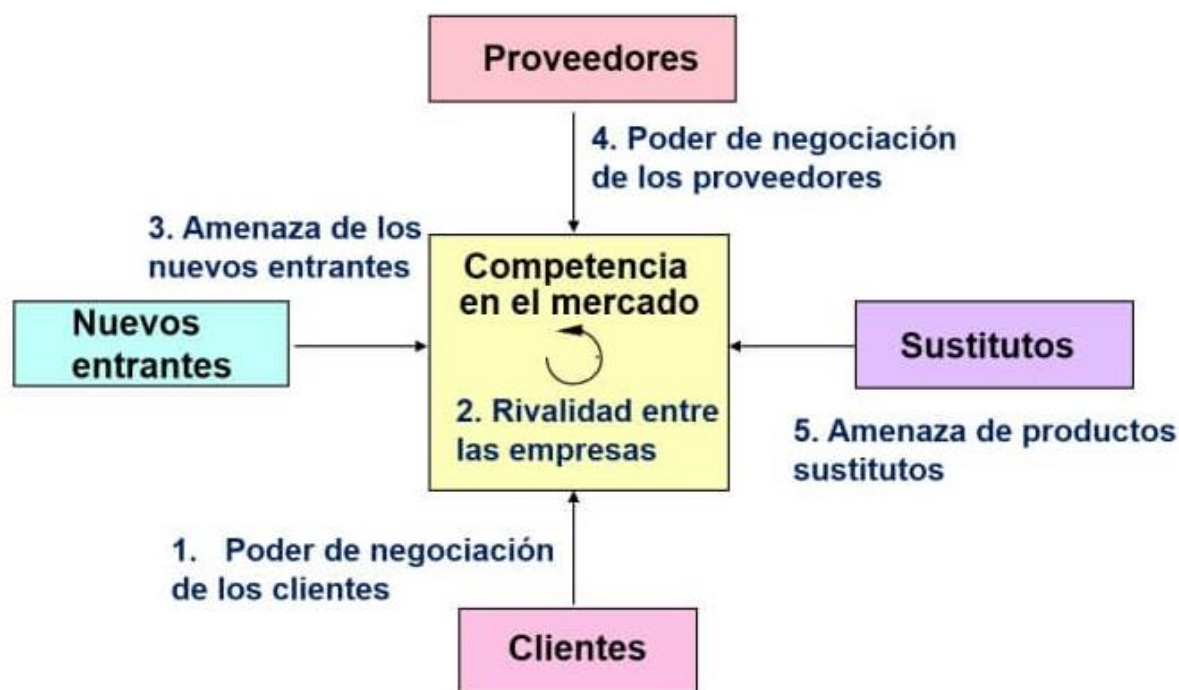 Proveedores
4. Poder de negociación
de los proveedores
3. Amenaza de los
nuevos entrantes
Competencia
en el mercado
Nuevos
entrantes
Sustitutos
2. Rivalidad entre
las empresas
5. Amenaza de productos
sustitutos
1. Poder de negociación
de los clientes
Clientes